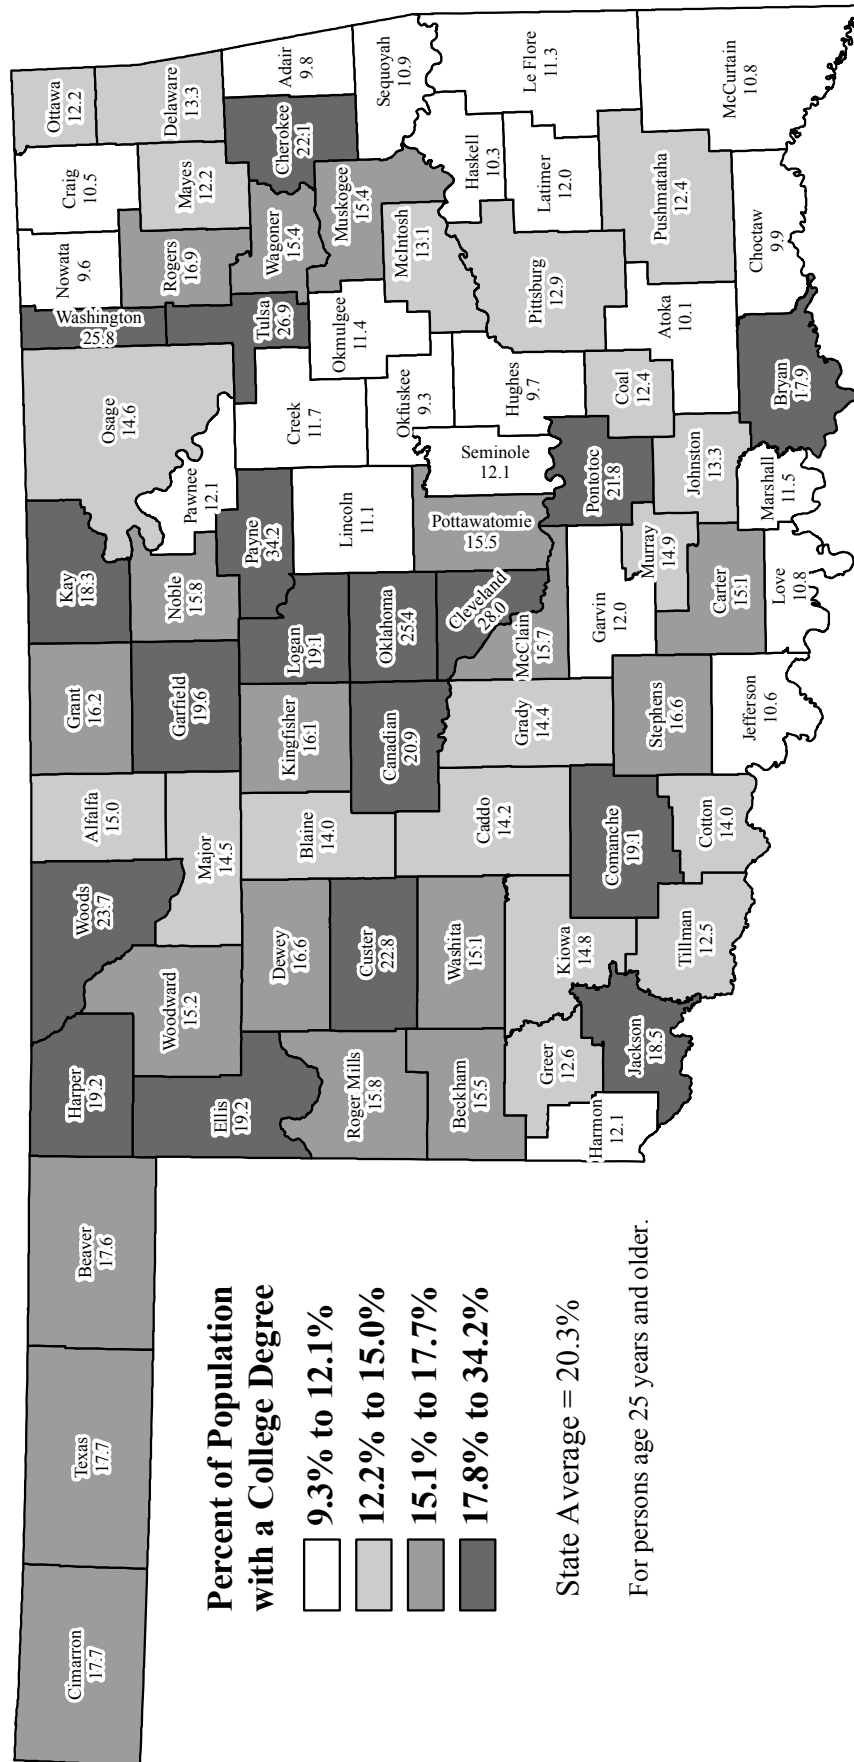 Cimarron
17.7
Texas
17.7
Beaver
17.6
Harper
19.2
Woods
23.7
Alfalfa
15.0
Grant
16.2
Kay
18.3
Osage
14.6
Washington
25.8
Nowata
9.6
Craig
10.5
Ottawa
12.2
Ellis
19.2
Woodward
15.2
Major
14.5
Garfield
19.6
Noble
15.8
Pawnee
12.1
Rogers
16.9
Mayes
12.2
Delaware
13.3
Roger Mills
15.8
Dewey
16.6
Blaine
14.0
Kingfisher
16.1
Logan
19.1
Payne
34.2
Creek
11.7
Tulsa
26.9
Wagoner
15.4
Cherokee
22.1
Adair
9.8
Custer
22.8
Canadian
20.9
Oklahoma
25.4
Lincoln
11.1
Okfuskee
9.3
Okmulgee
11.4
Muskogee
15.4
Sequoyah
10.9
Beckham
15.5
Washita
15.1
Caddo
14.2
Grady
14.4
McClain
15.7
Cleveland
28.0
Pottawatomie
15.5
Seminole
12.1
Hughes
9.7
McIntosh
13.1
Haskell
10.3
Le Flore
11.3
Harmon
12.1
Greer
12.6
Kiowa
14.8
Comanche
19.1
Stephens
16.6
Garvin
12.0
Murray
14.9
Pontotoc
21.8
Coal
12.4
Pittsburg
12.9
Latimer
12.0
Jackson
18.5
Tillman
12.5
Cotton
14.0
Jefferson
10.6
Carter
15.1
Johnston
13.3
Atoka
10.1
Pushmataha
12.4
McCurtain
10.8
Love
10.8
Marshall
11.5
Bryan
17.9
Choctaw
9.9
Percent of Population
with a College Degree
9.3% to 12.1%
12.2% to 15.0%
15.1% to 17.7%
17.8% to 34.2%
State Average = 20.3%
For persons age 25 years and older.